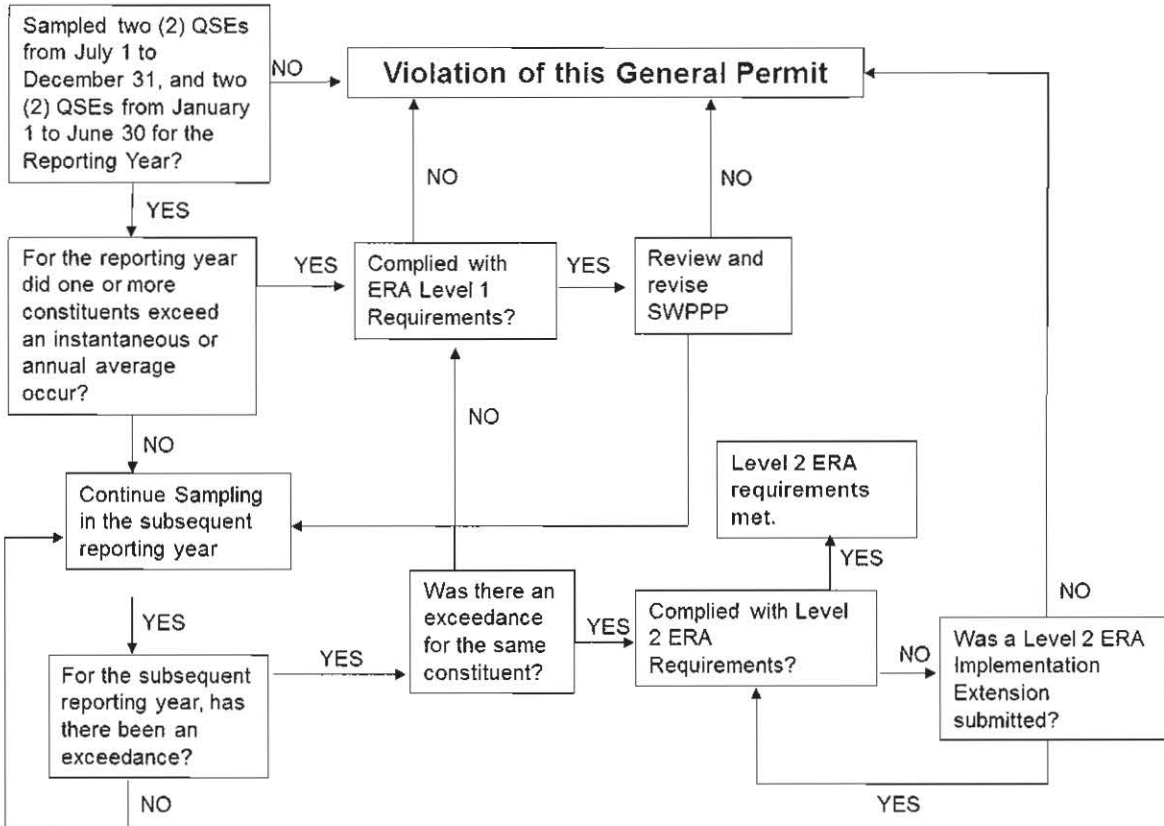 Sampled two (2) QSEs
from July 1 to
December 31, and two
(2) QSEs from January
1 to June 30 for the
Reporting Year?
NO
Violation of this General Permit
NO
NO
YES
For the reporting year
did one or more
constituents exceed
an instantaneous or
annual average
occur?
YES
Complied with
ERA Level 1
Requirements?
YES
Review and
revise
SWPPP
NO
NO
Continue Sampling
in the subsequent
reporting year
Level 2 ERA
requirements
met.
YES
YES
For the subsequent
reporting year, has
there been an
exceedance?
YES
Was there an
exceedance
for the same
constituent?
YES
Complied with Level
2 ERA
Requirements?
NO
NO
Was a Level 2 ERA
Implementation
Extension
submitted?
YES
NO